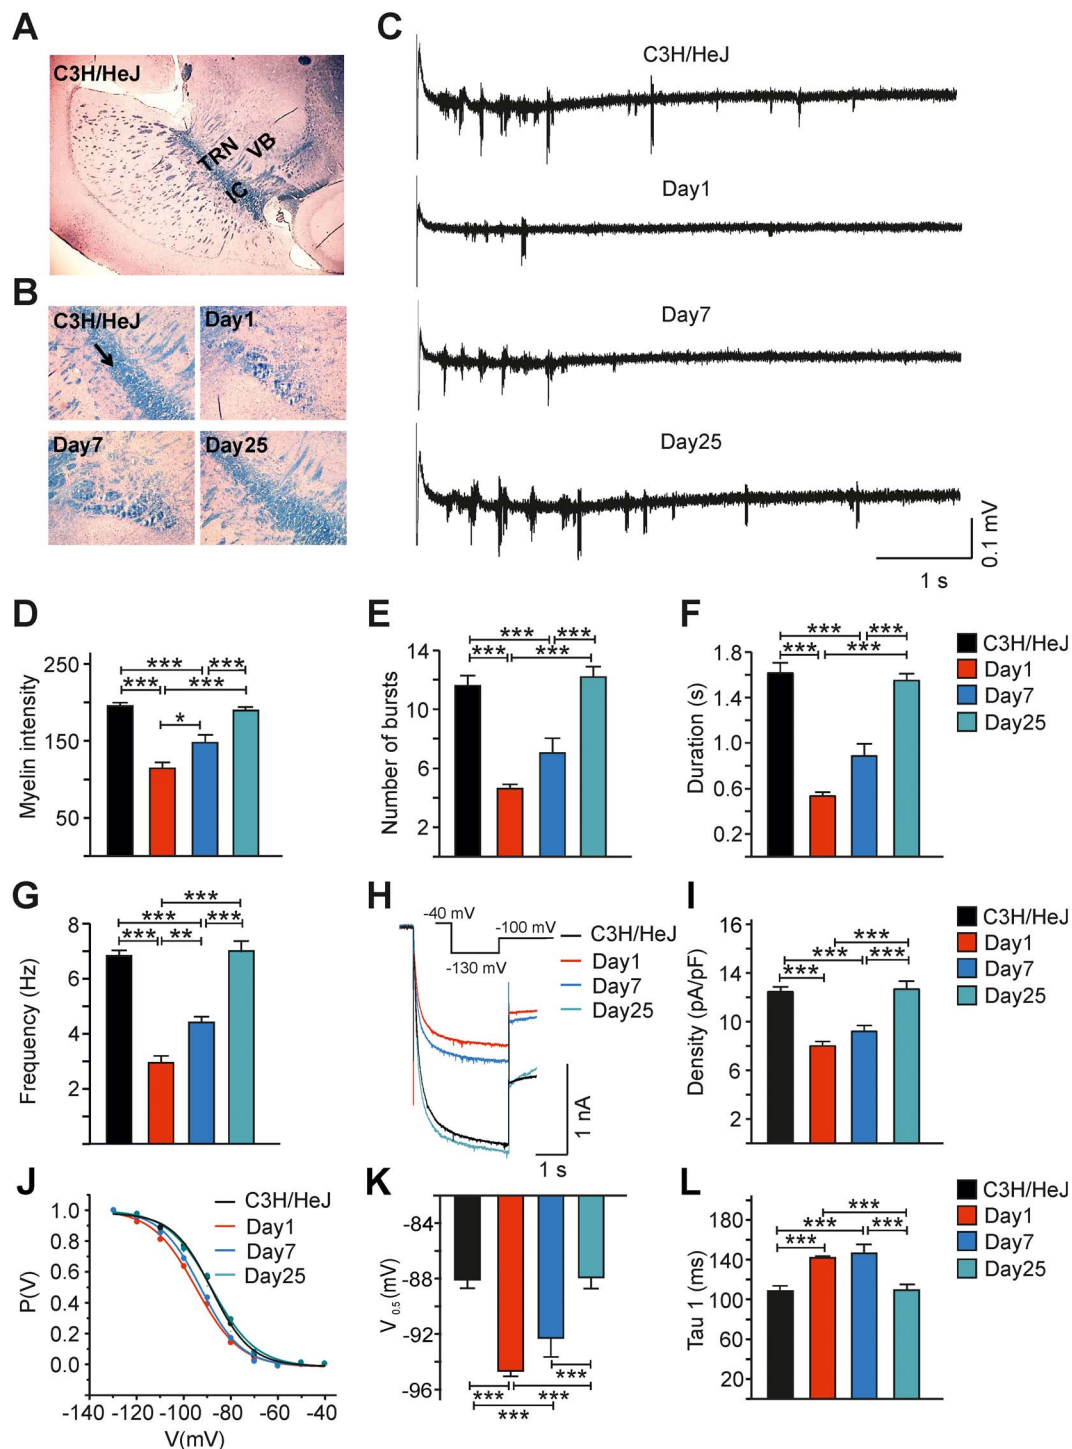 A
C3H/HeJ
TRN
VB
IC
B
C3H/HeJ
Day1
Day7
Day25
C
C3H/HeJ
Day1
Day7
Day25
0.1 mV
1 s
D
Myelin intensity
250
150
50
***
***
***
***
*
E
Number of bursts
14
10
6
2
***
***
***
***
F
Duration (s)
1.8
1.4
1.0
0.6
0.2
***
***
***
***
C3H/HeJ
Day1
Day7
Day25
G
Frequency (Hz)
8
6
4
2
***
***
***
***
**
H
-40 mV
-100 mV
-130 mV
C3H/HeJ
Day1
Day7
Day25
1 nA
1 s
I
Density (pA/pF)
16
14
10
6
2
***
***
***
***
C3H/HeJ
Day1
Day7
Day25
J
P(V)
1.0
0.8
0.6
0.4
0.2
0.0
-140 -120 -100 -80 -60 -40
V(mV)
C3H/HeJ
Day1
Day7
Day25
K
V 0.5 (mV)
-84
-88
-92
-96
***
***
***
***
L
Tau 1 (ms)
180
140
100
60
20
***
***
***
***
C3H/HeJ
Day1
Day7
Day25